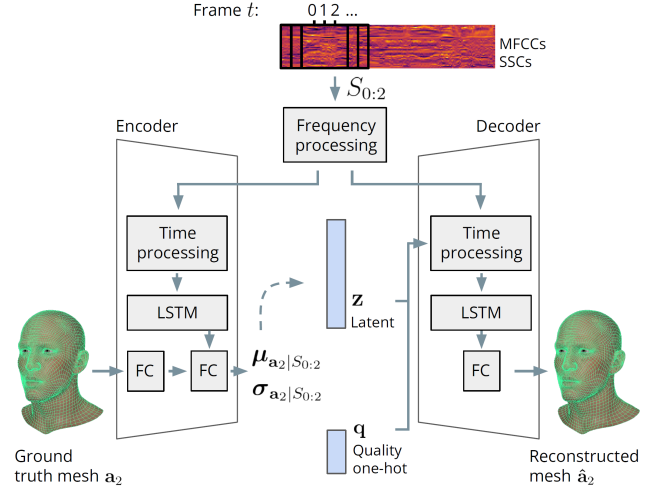 Frame t: 0 1 2 ...
MFCCs
SSCs
S₀:₂
Frequency
processing
Encoder
Decoder
Time
processing
LSTM
FC
FC
μ𝐚₂|S₀:₂
σ𝐚₂|S₀:₂
z
Latent
q
Quality
one-hot
Time
processing
LSTM
FC
Ground
truth mesh a₂
Reconstructed
mesh â₂